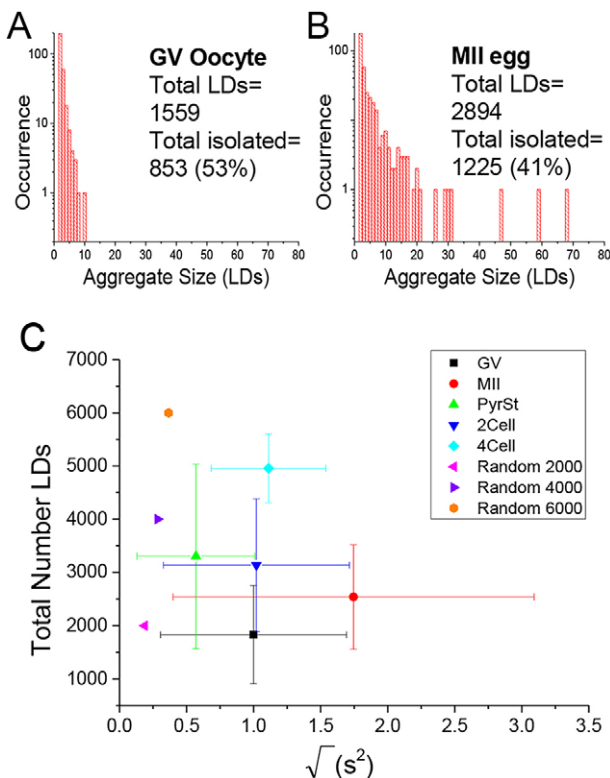 A
GV Oocyte
Total LDs=
1559
Total isolated=
853 (53%)
Occurrence
100
10
1
0 10 20 30 40 50 60 70 80
Aggregate Size (LDs)
B
MII egg
Total LDs=
2894
Total isolated=
1225 (41%)
Occurrence
100
10
1
0 10 20 30 40 50 60 70 80
Aggregate Size (LDs)
C
Total Number LDs
7000
6000
5000
4000
3000
2000
1000
0.0 0.5 1.0 1.5 2.0 2.5 3.0 3.5
√(s²)
GV
MII
PyrSt
2Cell
4Cell
Random 2000
Random 4000
Random 6000